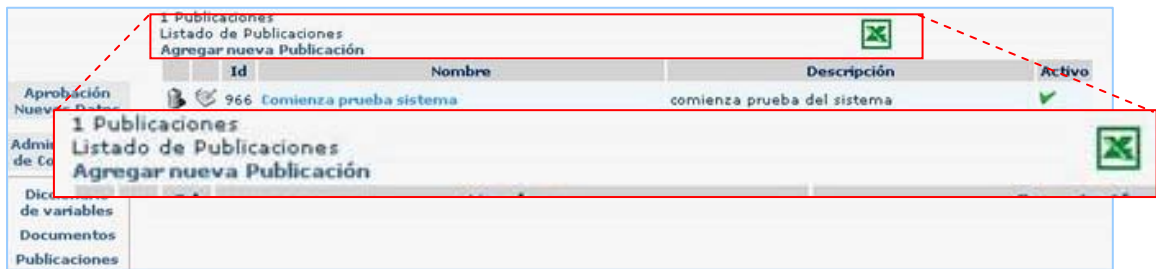 1 Publicaciones
Listado de Publicaciones
Agregar nueva Publicación
Id Nombre Descripción Activo
Aprobación
966 Comienza prueba sistema comienza prueba del sistema
1 Publicaciones
Listado de Publicaciones
Agregar nueva Publicación
de variables
Documentos
Publicaciones